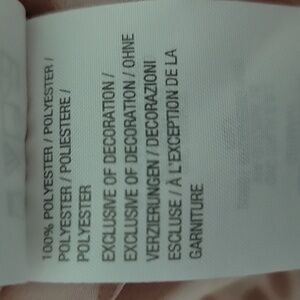 100% POLYESTER / POLYESTER /
POLYESTER / POLIESTERE /
POLYESTER
EXCLUSIVE OF DECORATION /
EXCLUSIVE OF DECORATION / OHNE
VERZIERUNGEN / DECORAZIONI
ESCLUSE / À L'EXCEPTION DE LA
GARNITURE